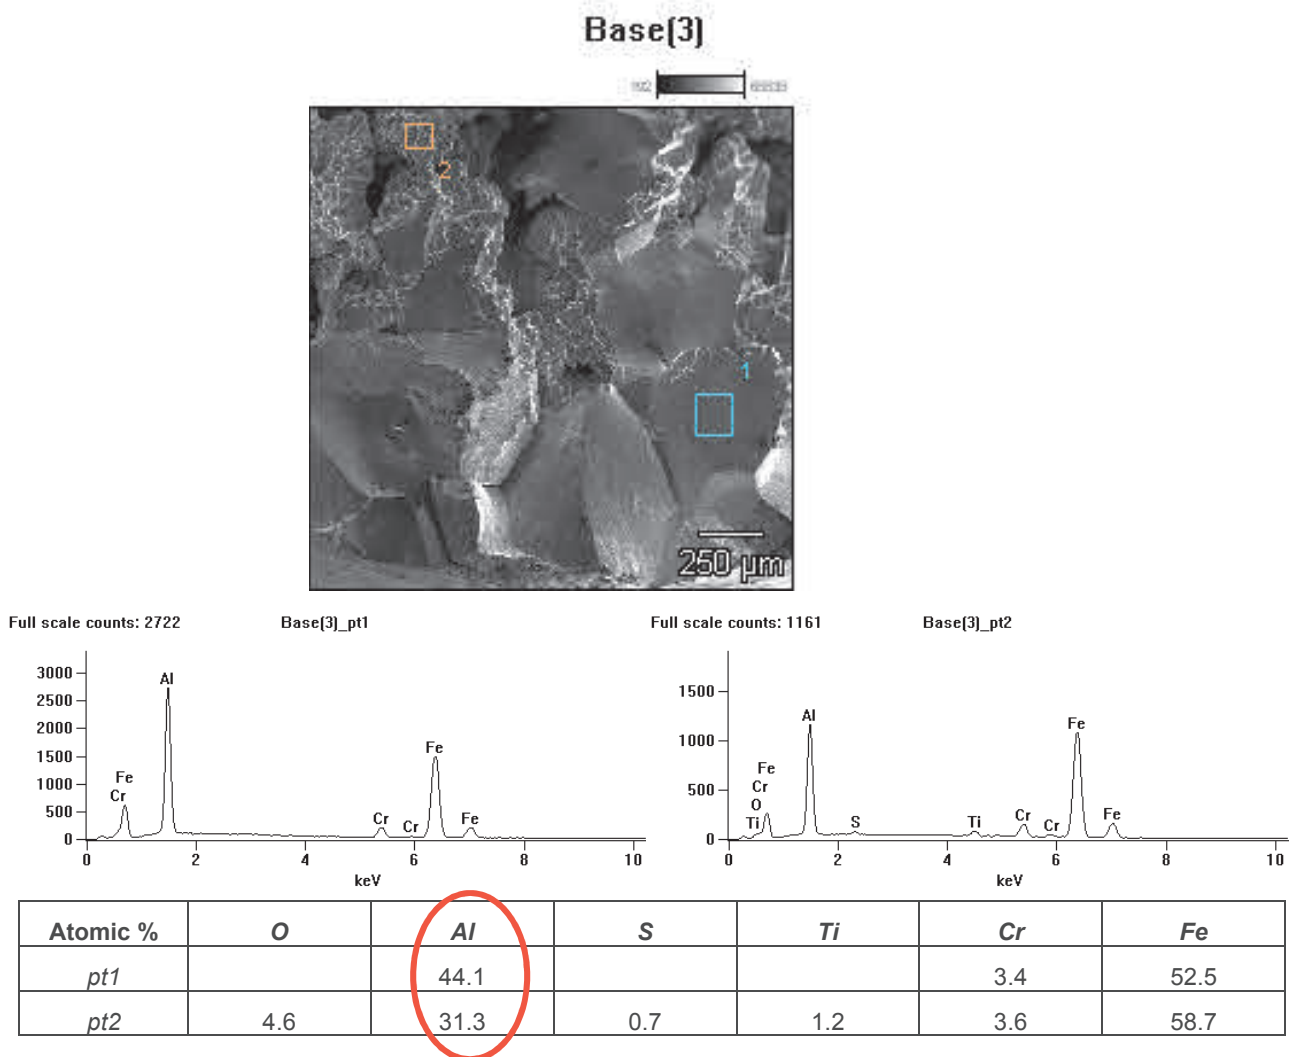 Base(3)
2
1
250 µm
Full scale counts: 2722 Base(3)_pt1
3000
2500
2000
1500
1000
500
0
Al
Fe
Cr
Cr
Cr
Fe
Fe
0 2 4 6 8 10
keV
Full scale counts: 1161 Base(3)_pt2
1500
1000
500
0
Fe
Cr
O
Ti
Al
S
Ti
Cr
Cr
Fe
Fe
0 2 4 6 8 10
keV
Atomic % O Al S Ti Cr Fe
pt1 44.1 3.4 52.5
pt2 4.6 31.3 0.7 1.2 3.6 58.7